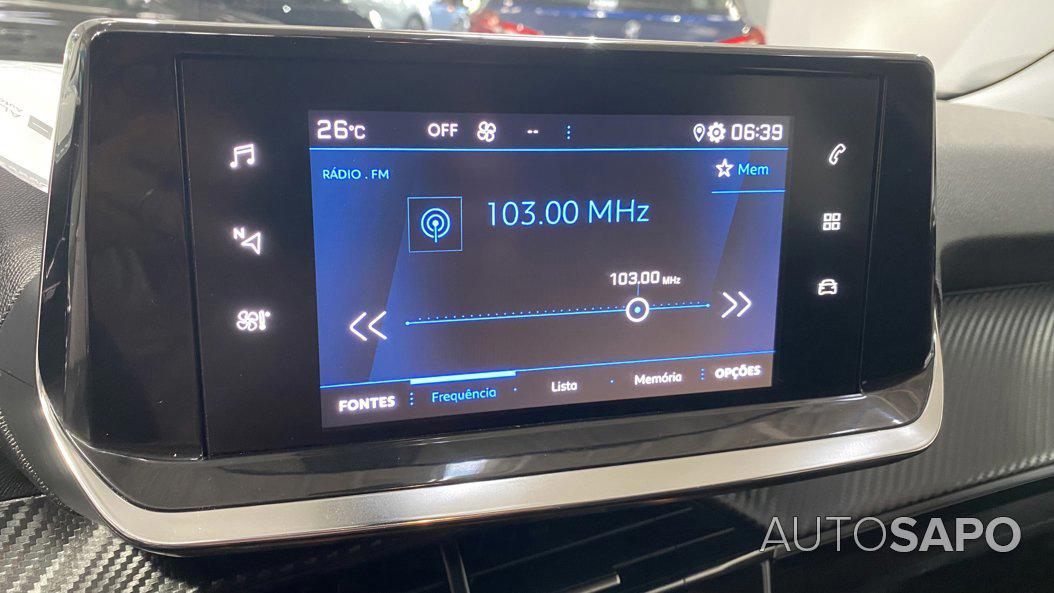 26°C OFF -- 06:39
RÁDIO . FM
Mem
103.00 MHz
N
103.00 MHz
FONTES Frequência Lista Memória OPÇÕES
AUTOSAPO